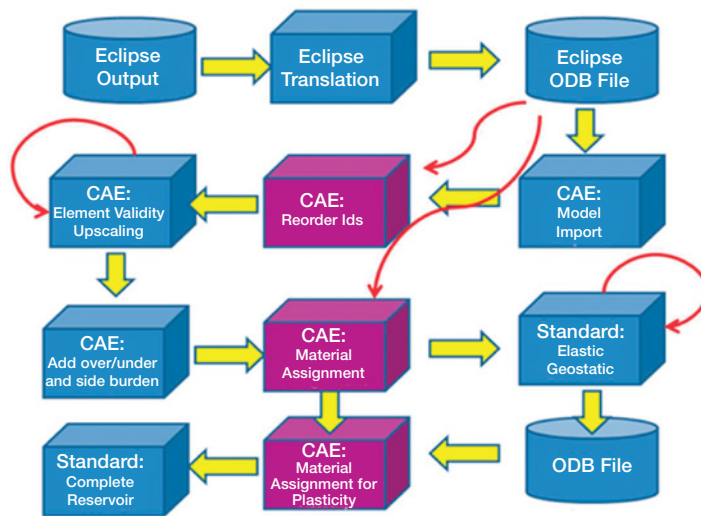 Eclipse
Output
Eclipse
Translation
Eclipse
ODB File
CAE:
Element Validity
Upscaling
CAE:
Reorder Ids
CAE:
Model
Import
CAE:
Add over/under
and side burden
CAE:
Material
Assignment
Standard:
Elastic
Geostatic
Standard:
Complete
Reservoir
CAE:
Material
Assignment for
Plasticity
ODB File